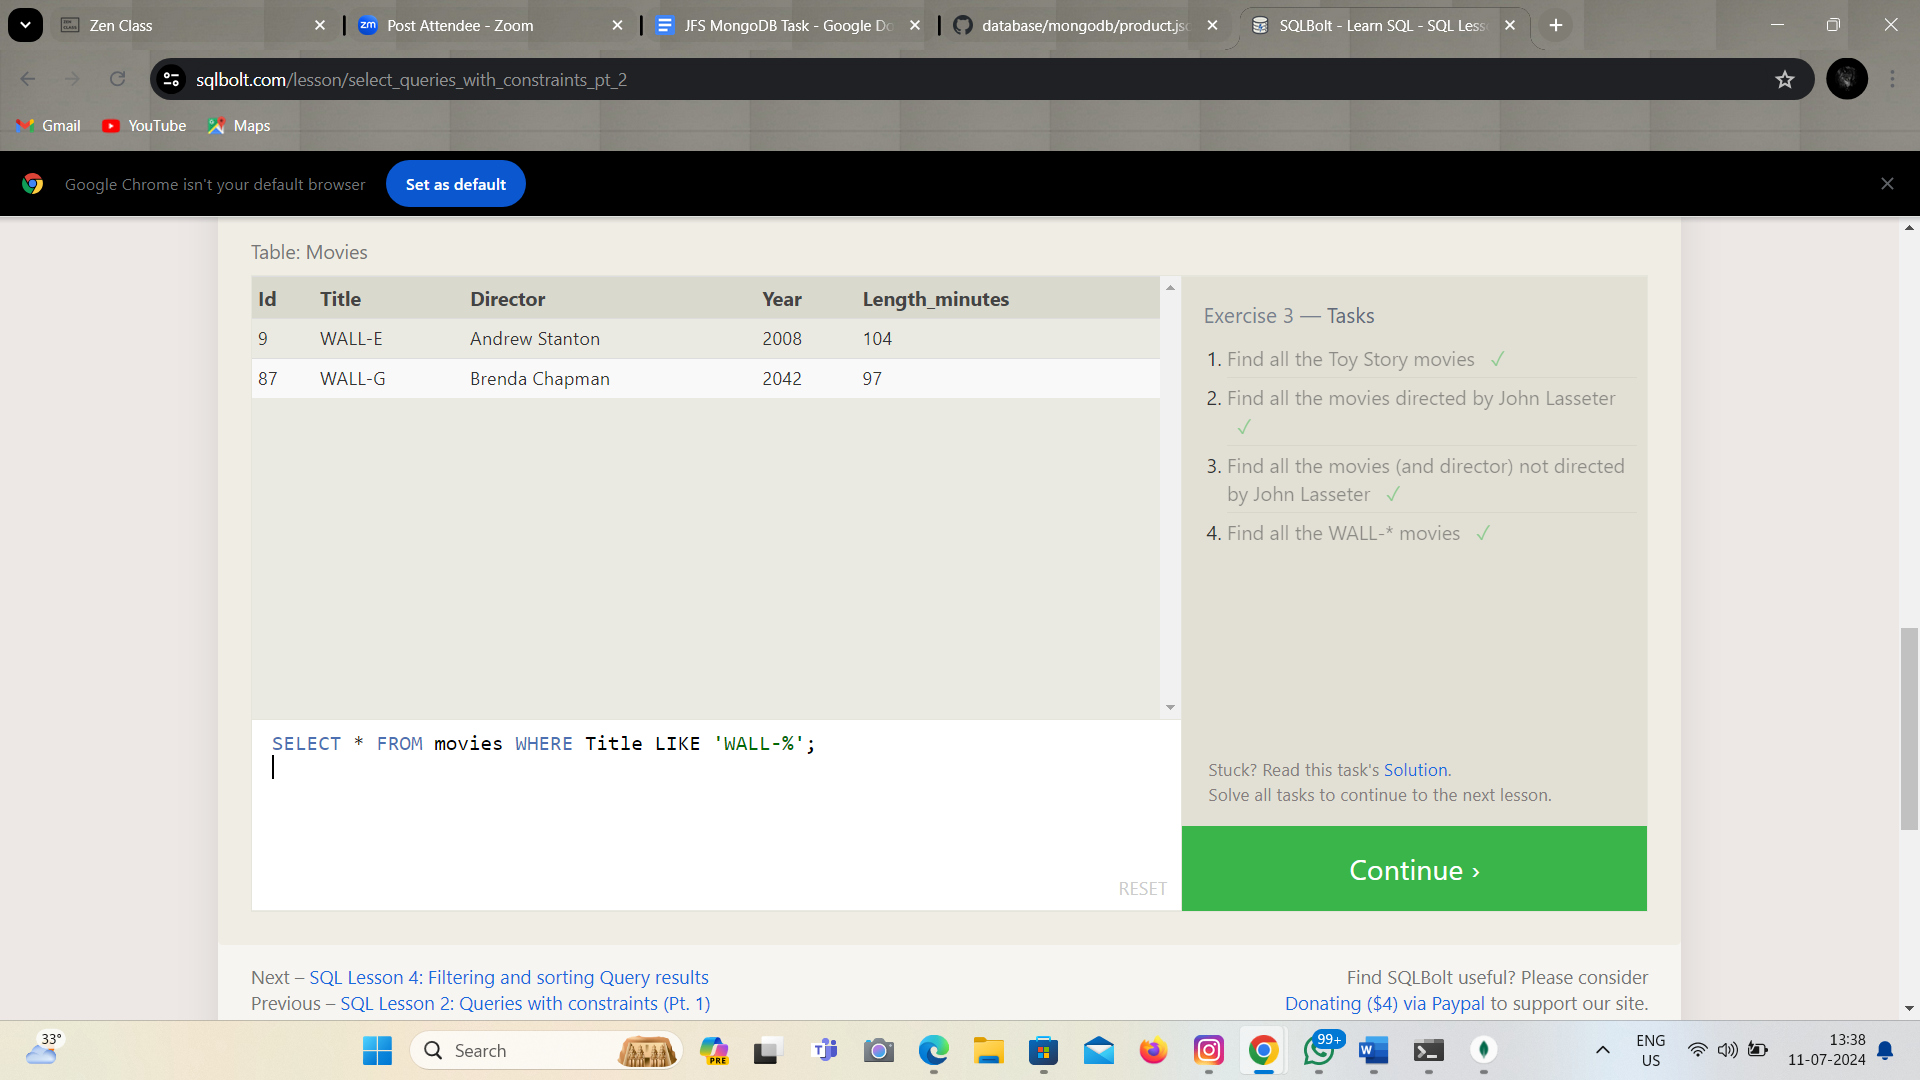 Zen Class
Post Attendee - Zoom
JFS MongoDB Task - Google Do
database/mongodb/product.jso
SQLBolt - Learn SQL - SQL Less
sqlbolt.com/lesson/select_queries_with_constraints_pt_2
Gmail
YouTube
Maps
Google Chrome isn't your default browser
Set as default
Table: Movies
Id Title Director Year Length_minutes
9 WALL-E Andrew Stanton 2008 104
87 WALL-G Brenda Chapman 2042 97
Exercise 3 — Tasks
1. Find all the Toy Story movies ✓
2. Find all the movies directed by John Lasseter
✓
3. Find all the movies (and director) not directed
by John Lasseter ✓
4. Find all the WALL-* movies ✓
SELECT * FROM movies WHERE Title LIKE 'WALL-%';
RESET
Stuck? Read this task's Solution.
Solve all tasks to continue to the next lesson.
Continue ›
Next – SQL Lesson 4: Filtering and sorting Query results
Previous – SQL Lesson 2: Queries with constraints (Pt. 1)
Find SQLBolt useful? Please consider
Donating ($4) via Paypal to support our site.
33°
Search
PRE
99+
ENG
US
13:38
11-07-2024